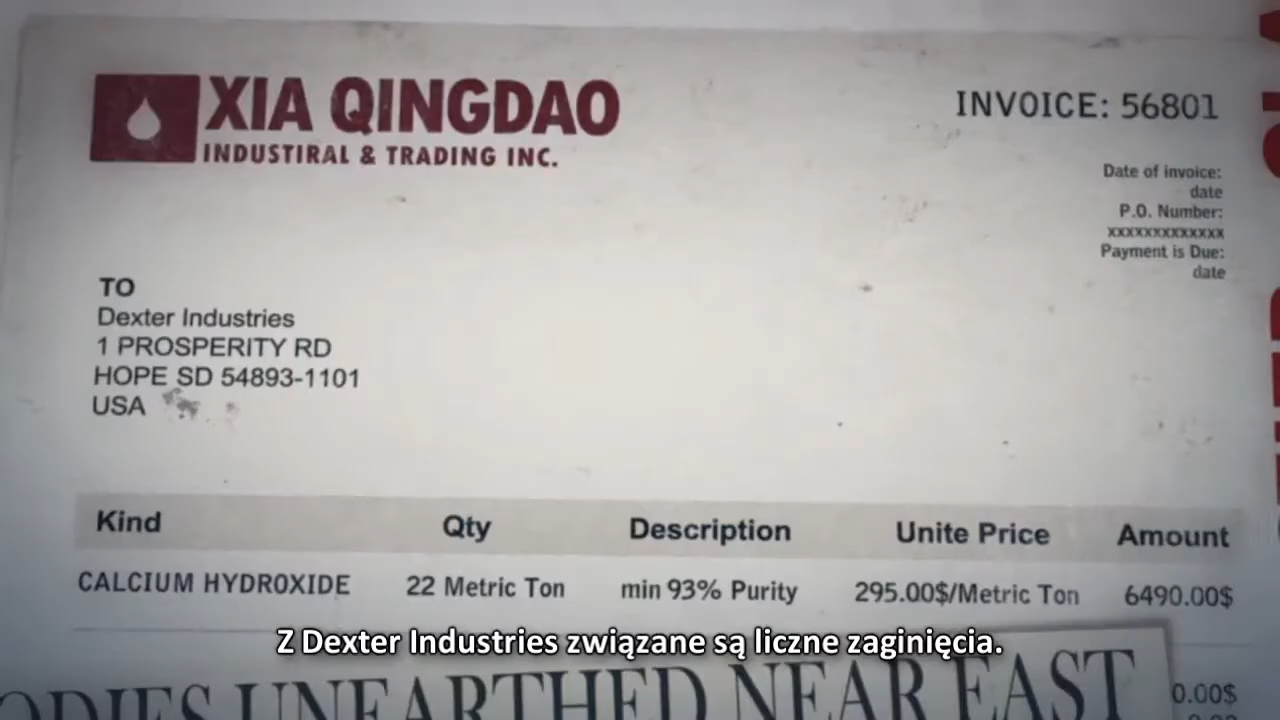 XIA QINGDAO
INDUSTIRAL & TRADING INC.
INVOICE: 56801
Date of invoice:
date
P.O. Number:
xxxxxxxxxxxxx
Payment is Due:
date
TO
Dexter Industries
1 PROSPERITY RD
HOPE SD 54893-1101
USA
Kind Qty Description Unite Price Amount
CALCIUM HYDROXIDE 22 Metric Ton min 93% Purity 295.00$/Metric Ton 6490.00$
Z Dexter Industries związane są liczne zaginięcia.
UNEARTHED NEAR EAST
0.00$